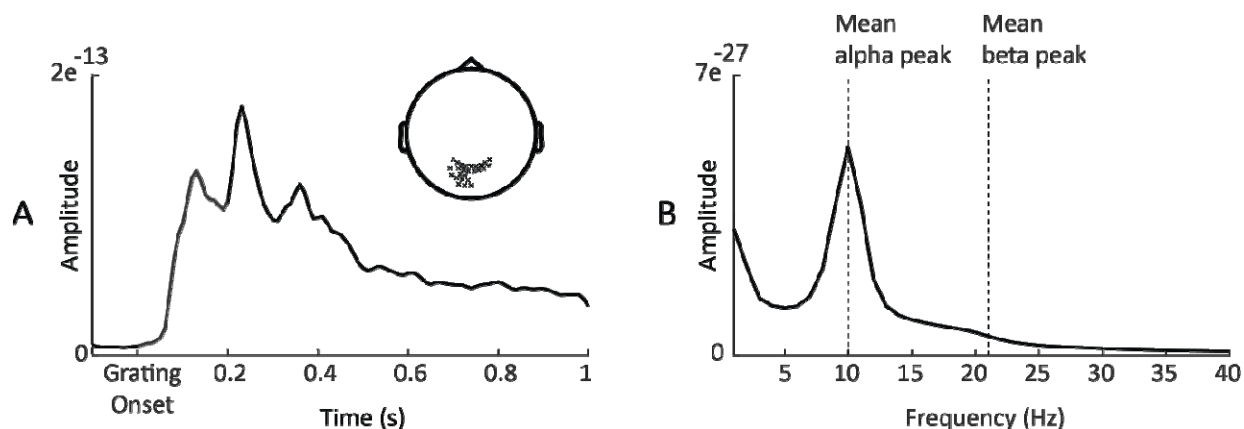 A
2e
-13
Amplitude
0
Grating
Onset
0.2
0.4
0.6
0.8
1
Time (s)
B
Mean
alpha peak
Mean
beta peak
7e
-27
Amplitude
0
5
10
15
20
25
30
35
40
Frequency (Hz)